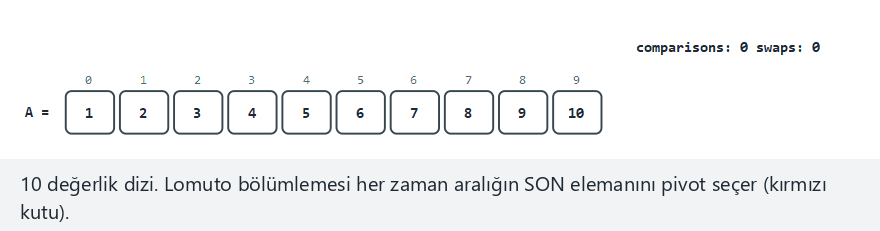 comparisons: 0 swaps: 0
0 1 2 3 4 5 6 7 8 9
A = 1 2 3 4 5 6 7 8 9 10
10 değerlik dizi. Lomuto bölümlemesi her zaman aralığın SON elemanını pivot seçer (kırmızı
kutu).